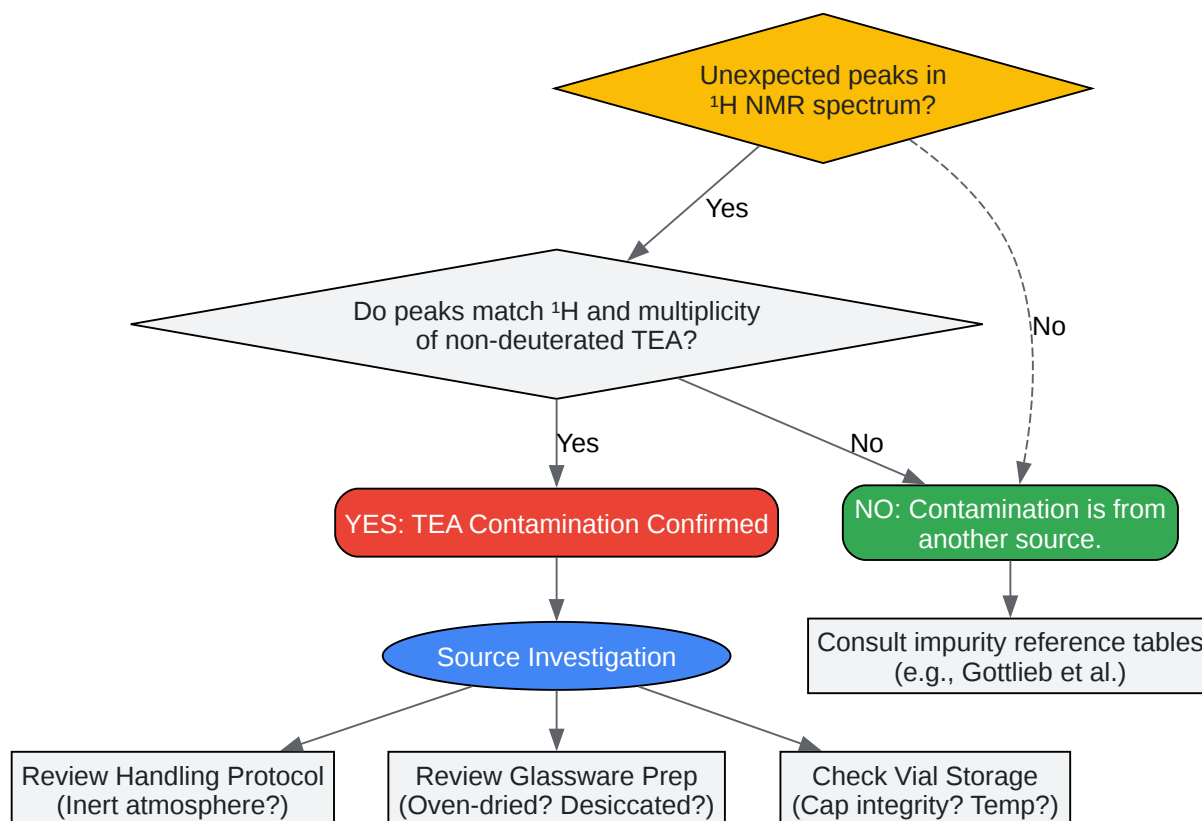 Unexpected peaks in
¹H NMR spectrum?
Yes
Do peaks match ¹H and multiplicity
of non-deuterated TEA?
No
Yes
No
YES: TEA Contamination Confirmed
NO: Contamination is from
another source.
Source Investigation
Consult impurity reference tables
(e.g., Gottlieb et al.)
Review Handling Protocol
(Inert atmosphere?)
Review Glassware Prep
(Oven-dried? Desiccated?)
Check Vial Storage
(Cap integrity? Temp?)